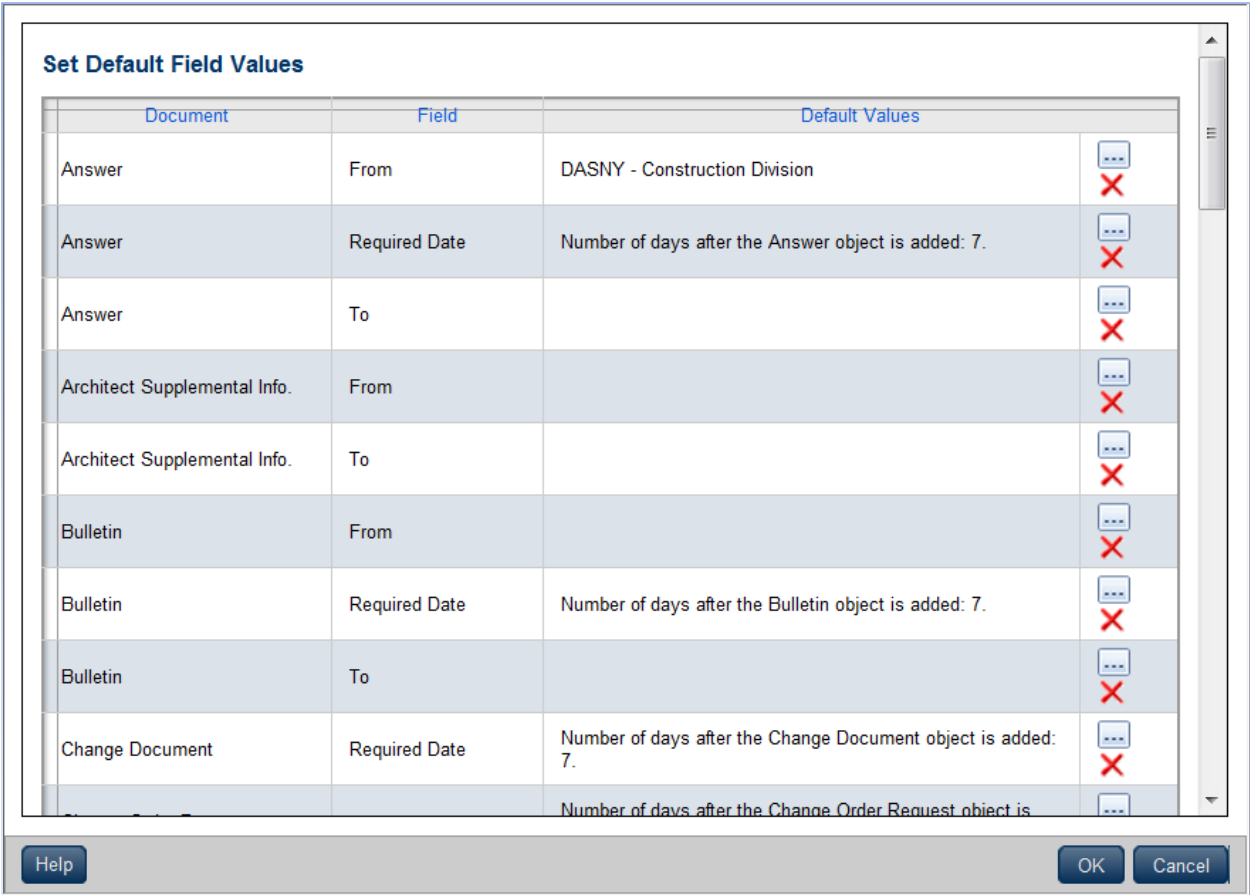 Set Default Field Values
Document Field Default Values
Answer From DASNY - Construction Division
...
Answer Required Date Number of days after the Answer object is added: 7.
...
Answer To
...
Architect Supplemental Info. From
...
Architect Supplemental Info. To
...
Bulletin From
...
Bulletin Required Date Number of days after the Bulletin object is added: 7.
...
Bulletin To
...
Change Document Required Date Number of days after the Change Document object is added:
7.
...
Number of days after the Change Order Request object is
...
Help OK Cancel